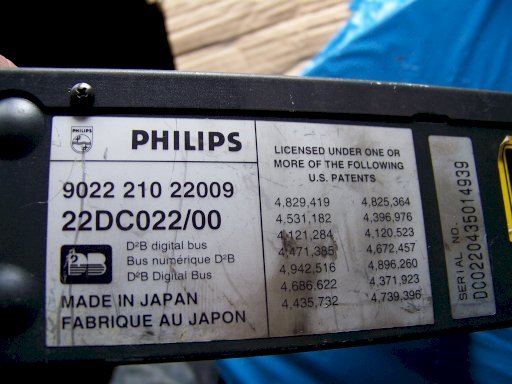 PHILIPS
PHILIPS
9022 210 22009
22DC022/00
D²B digital bus
Bus numérique D²B
D²B Digital Bus
MADE IN JAPAN
FABRIQUE AU JAPON
LICENSED UNDER ONE OR
MORE OF THE FOLLOWING
U.S. PATENTS
4,829,419 4,825,364
4,531,182 4,396,976
4,121,284 4,120,523
4,471,385 4,672,457
4,942,516 4,896,260
4,686,622 4,371,923
4,435,732 4,739,396
SERIAL NO.
DC0220435014939